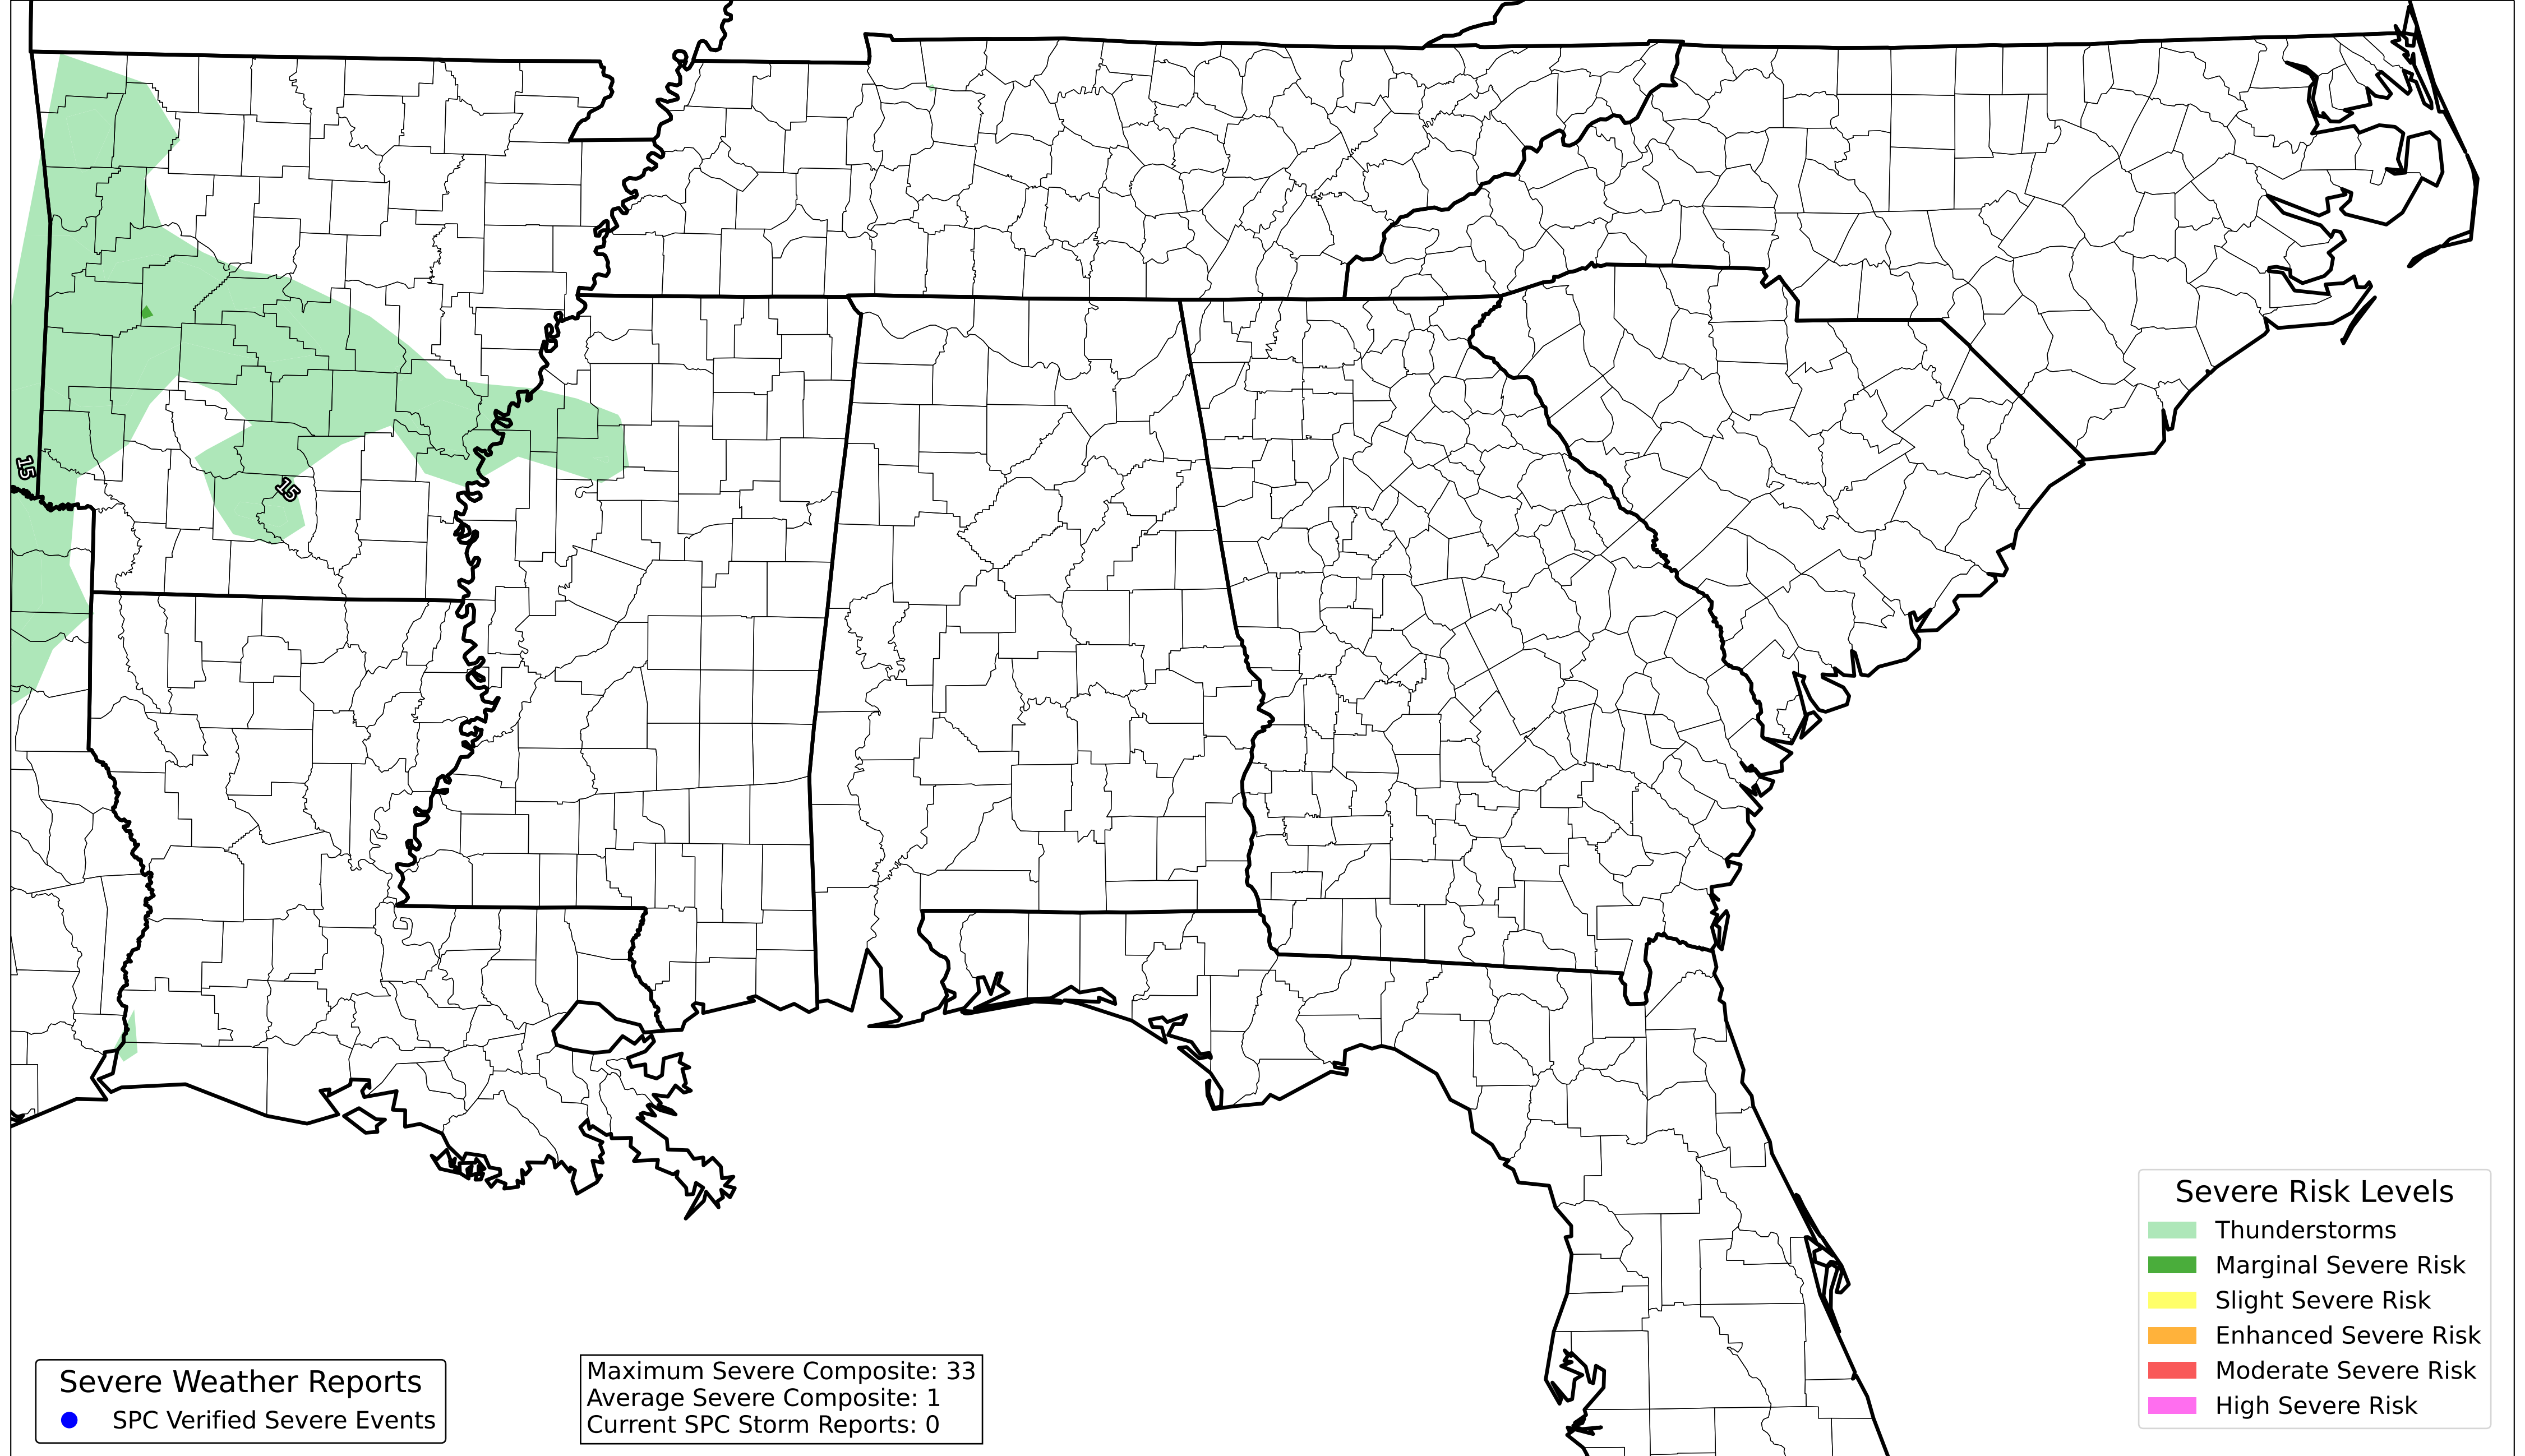 15
15
Severe Risk Levels
Thunderstorms
Marginal Severe Risk
Slight Severe Risk
Enhanced Severe Risk
Moderate Severe Risk
High Severe Risk
Severe Weather Reports
SPC Verified Severe Events
Maximum Severe Composite: 33
Average Severe Composite: 1
Current SPC Storm Reports: 0